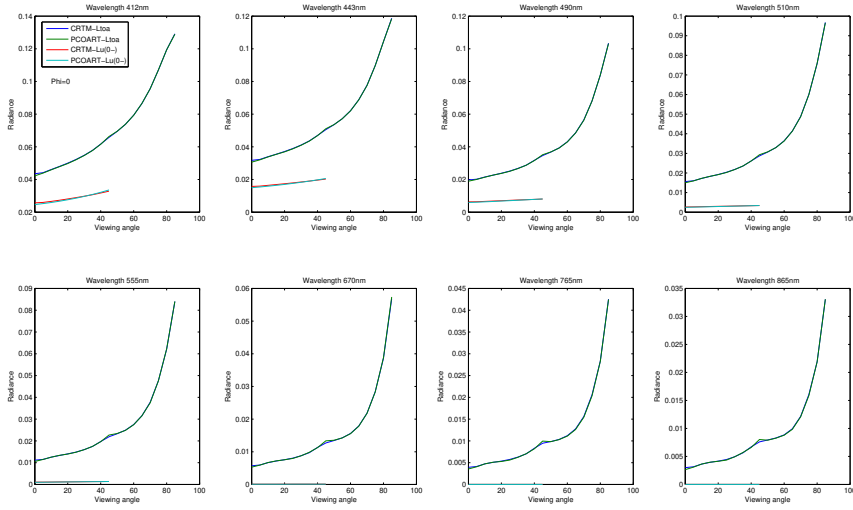 Wavelength 412nm
0.14
0.12
0.1
0.08
0.06
0.04
0.02
Radiance
CRTM−Ltoa
PCOART−Ltoa
CRTM−Lu(0−)
PCOART−Lu(0−)
Phi=0
0 20 40 60 80 100
Viewing angle
Wavelength 443nm
0.12
0.1
0.08
0.06
0.04
0.02
0
Radiance
0 20 40 60 80 100
Viewing angle
Wavelength 490nm
0.12
0.1
0.08
0.06
0.04
0.02
0
Radiance
0 20 40 60 80 100
Viewing angle
Wavelength 510nm
0.1
0.09
0.08
0.07
0.06
0.05
0.04
0.03
0.02
0.01
0
Radiance
0 20 40 60 80 100
Viewing angle
Wavelength 555nm
0.09
0.08
0.07
0.06
0.05
0.04
0.03
0.02
0.01
0
Radiance
0 20 40 60 80 100
Viewing angle
Wavelength 670nm
0.06
0.05
0.04
0.03
0.02
0.01
0
Radiance
0 20 40 60 80 100
Viewing angle
Wavelength 765nm
0.045
0.04
0.035
0.03
0.025
0.02
0.015
0.01
0.005
0
Radiance
0 20 40 60 80 100
Viewing angle
Wavelength 865nm
0.035
0.03
0.025
0.02
0.015
0.01
0.005
0
Radiance
0 20 40 60 80 100
Viewing angle